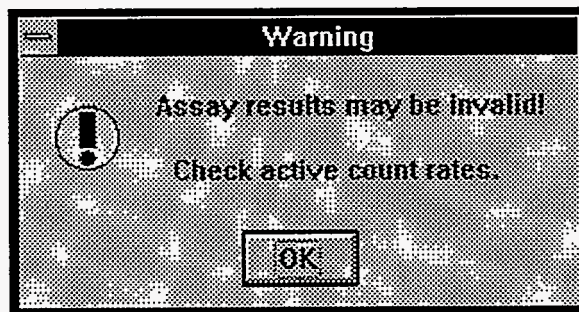 Warning
Assay results may be invalid!
Check active count rates.
OK